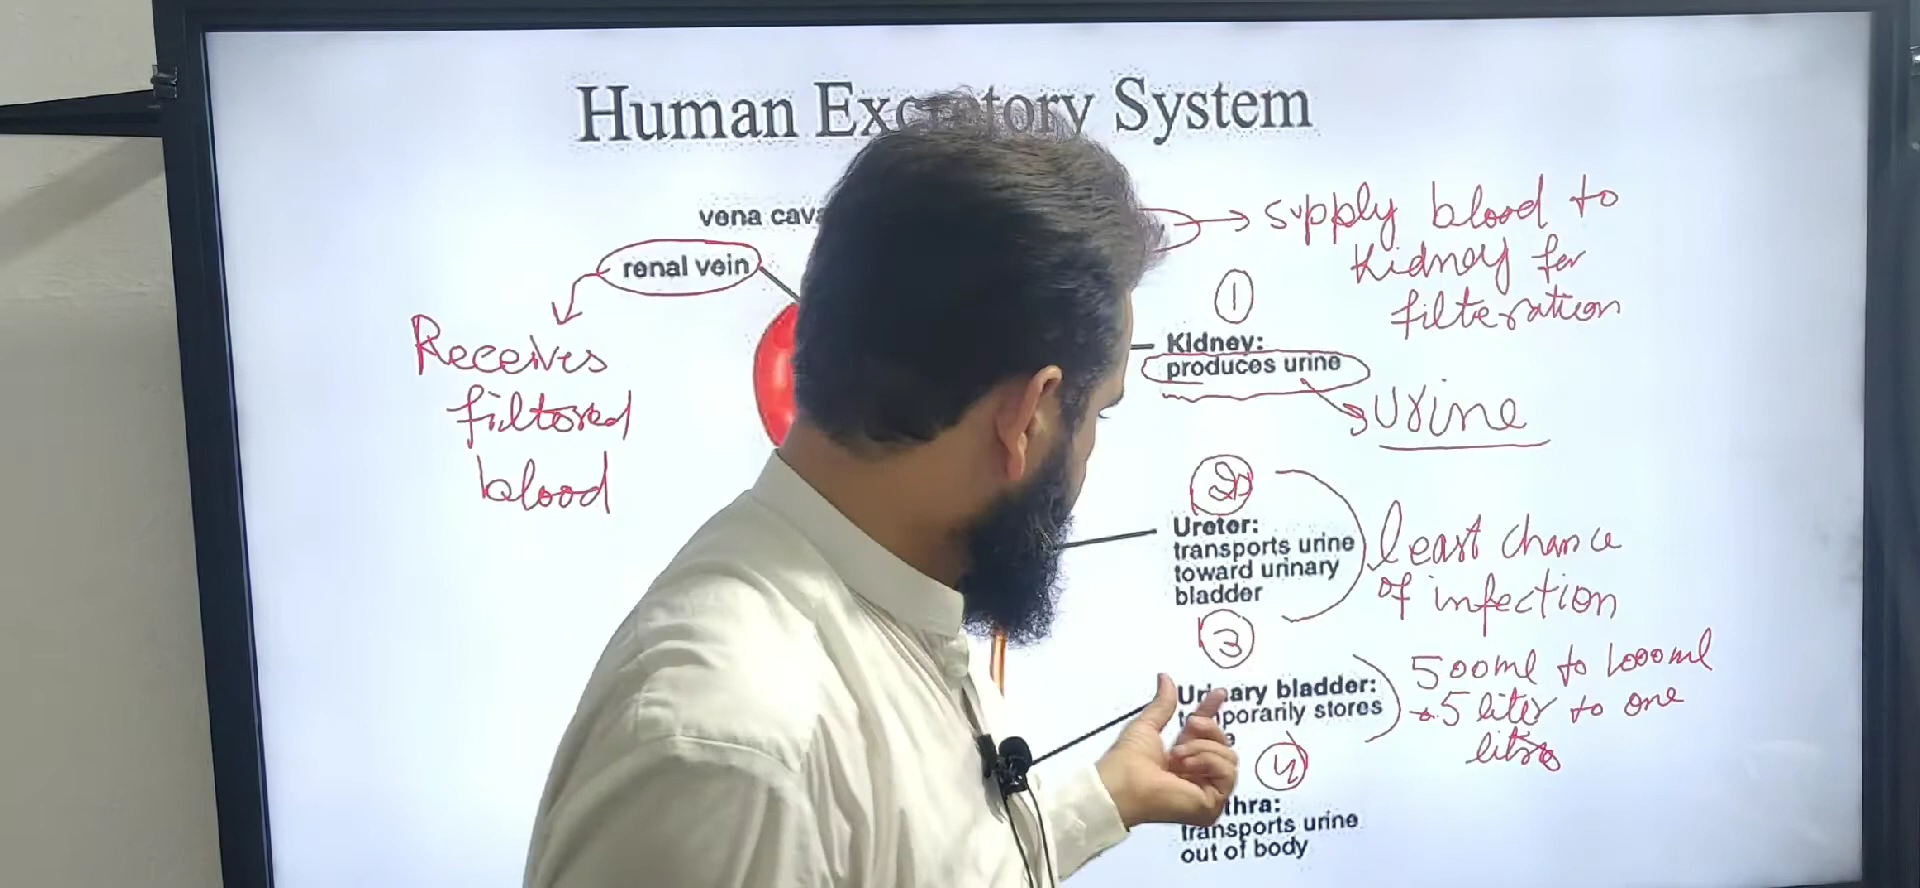 Human Excretory System
vena cava
renal vein
Receives
filtered
blood
supply blood to
Kidney for
filteration
1
Kidney:
produces urine
urine
2
Ureter:
transports urine
toward urinary
bladder
least chance
of infection
3
Urinary bladder:
temporarily stores
500ml to 1000ml
.5 liter to one
litre
4
thra:
transports urine
out of body